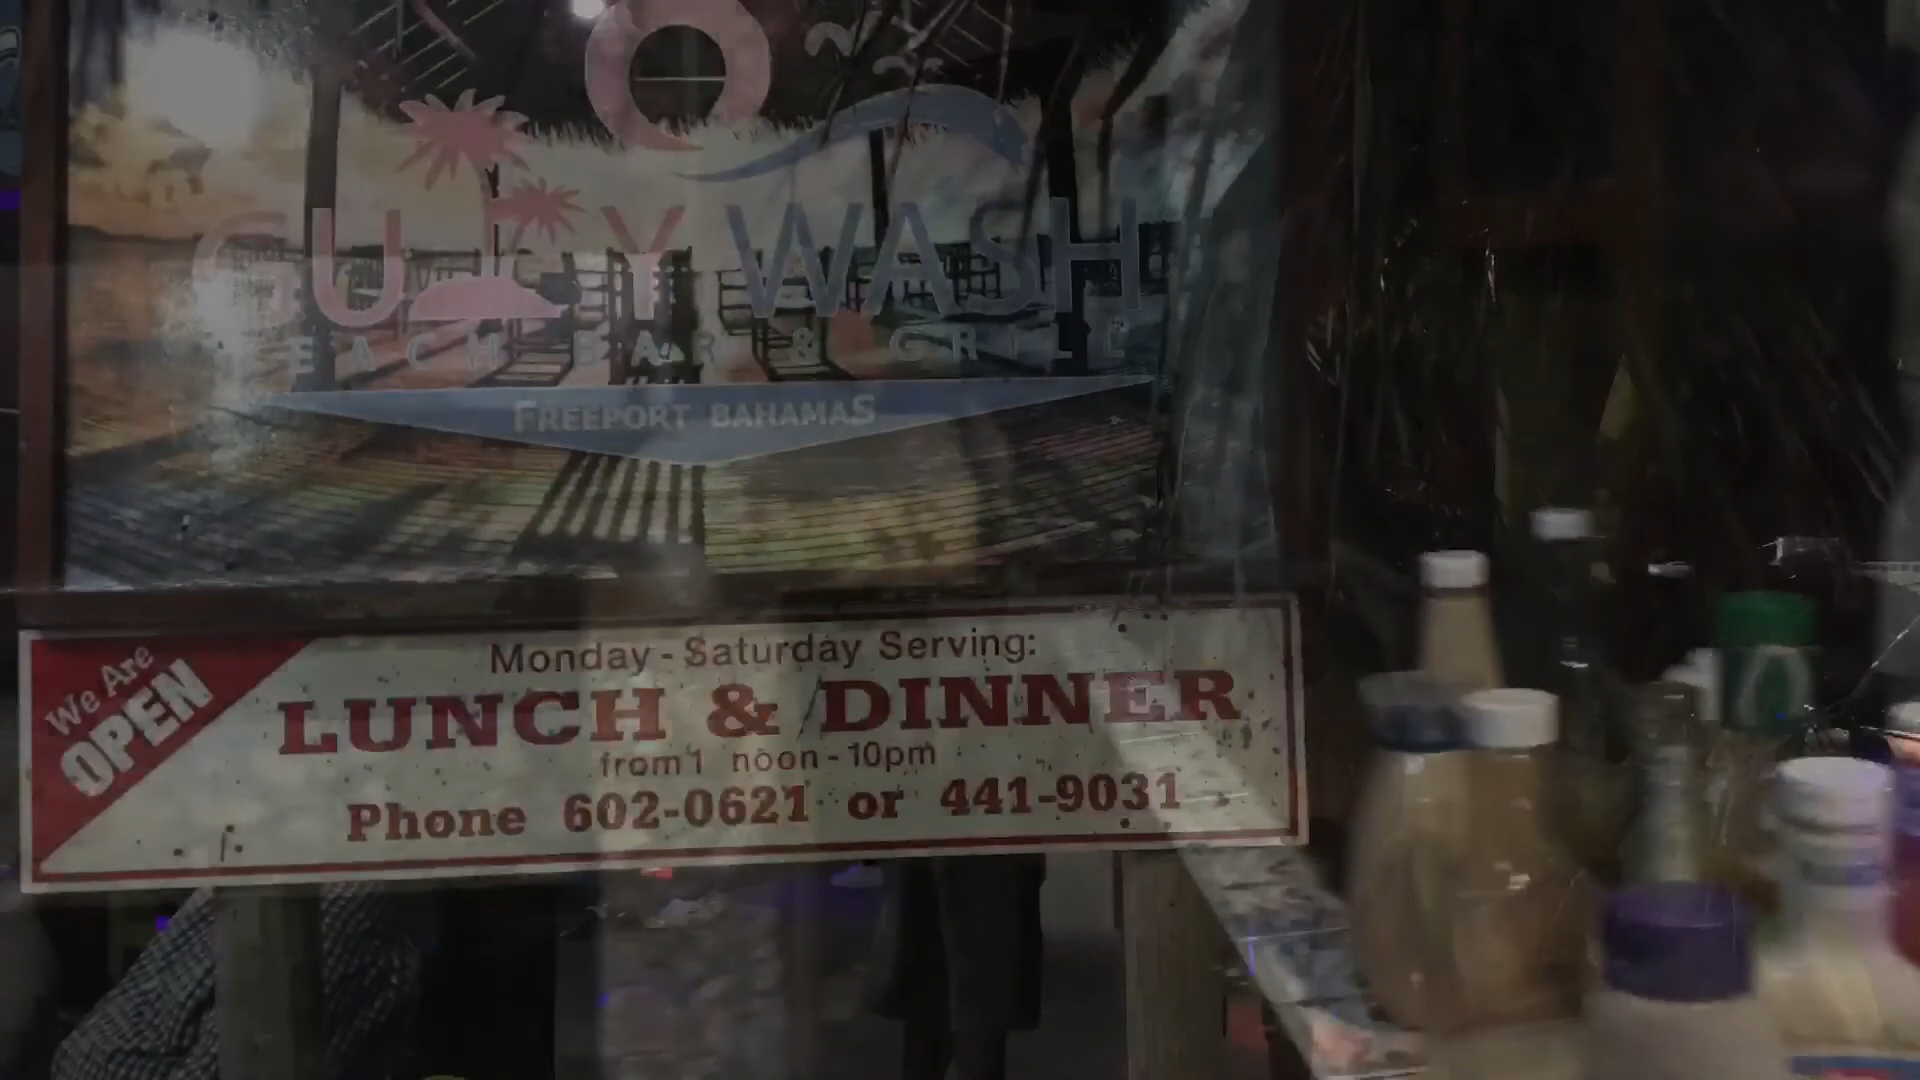 GULLY WASH
BEACH BAR & GRILL
FREEPORT BAHAMAS
We Are
OPEN
Monday - Saturday Serving:
LUNCH & DINNER
from 1 noon - 10pm
Phone 602-0621 or 441-9031